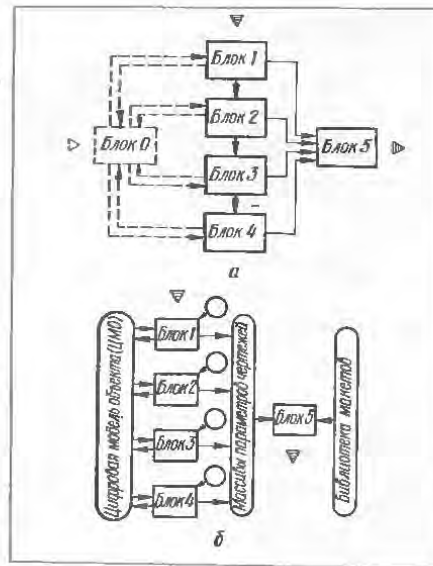 Блок 1
Блок 2
Блок 0
Блок 5
Блок 3
Блок 4
а
Цифровая модель объекта (ЦМО)
Блок 1
Блок 2
Блок 3
Блок 4
Массивы параметров чертежей
Блок 5
Библиотека макетов
б